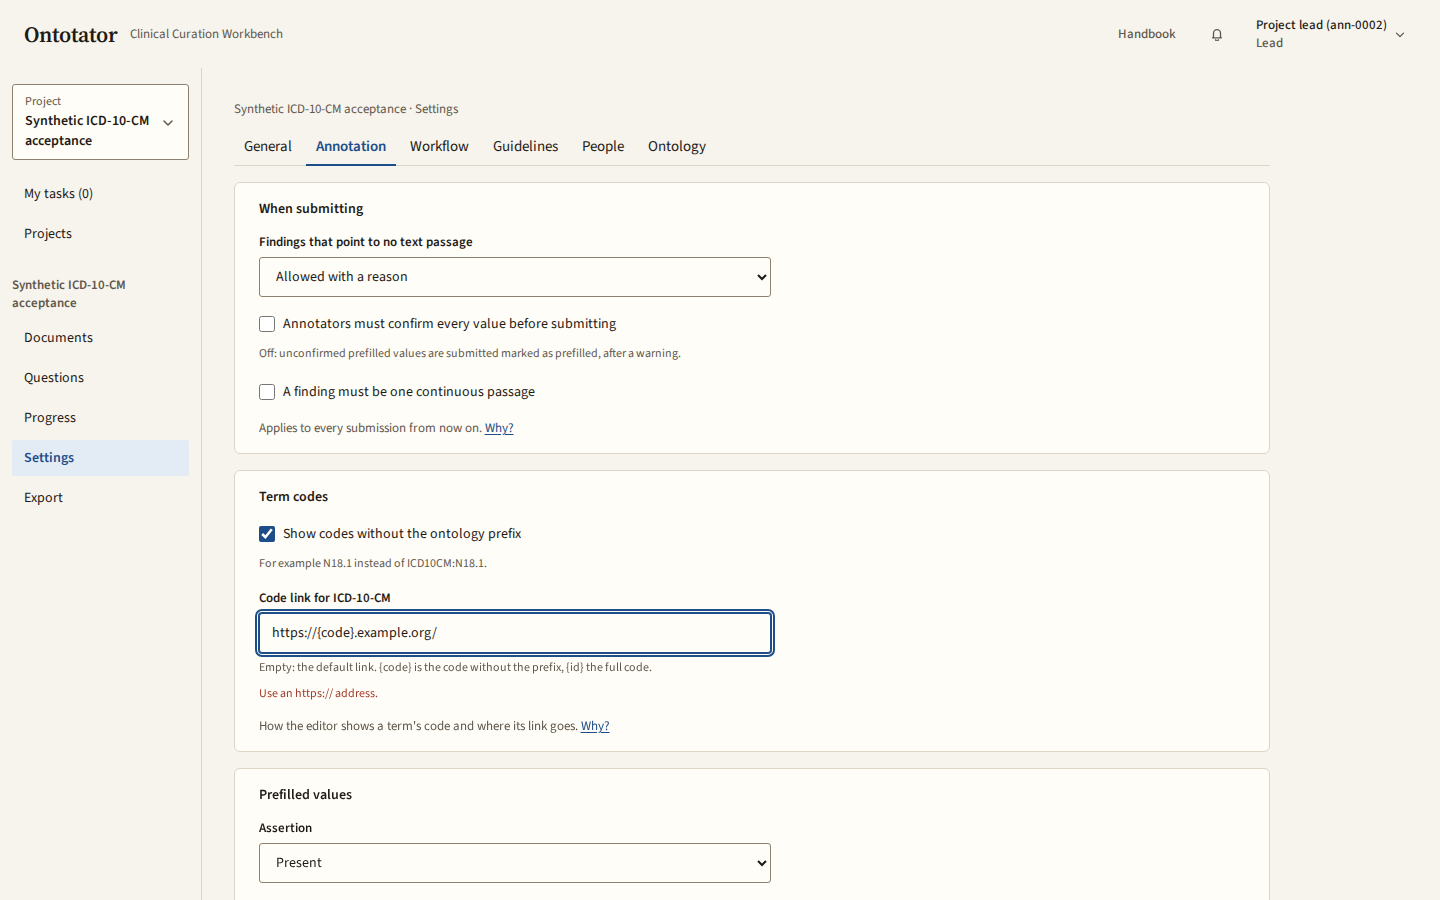 Ontotator
Clinical Curation Workbench
Handbook
Project lead (ann-0002)
Lead
Project
Synthetic ICD-10-CM
acceptance
My tasks (0)
Projects
Synthetic ICD-10-CM
acceptance
Documents
Questions
Progress
Settings
Export
Synthetic ICD-10-CM acceptance · Settings
General
Annotation
Workflow
Guidelines
People
Ontology
When submitting
Findings that point to no text passage
Allowed with a reason
Annotators must confirm every value before submitting
Off: unconfirmed prefilled values are submitted marked as prefilled, after a warning.
A finding must be one continuous passage
Applies to every submission from now on. Why?
Term codes
Show codes without the ontology prefix
For example N18.1 instead of ICD10CM:N18.1.
Code link for ICD-10-CM
https://{code}.example.org/
Empty: the default link. {code} is the code without the prefix, {id} the full code.
Use an https:// address.
How the editor shows a term's code and where its link goes. Why?
Prefilled values
Assertion
Present